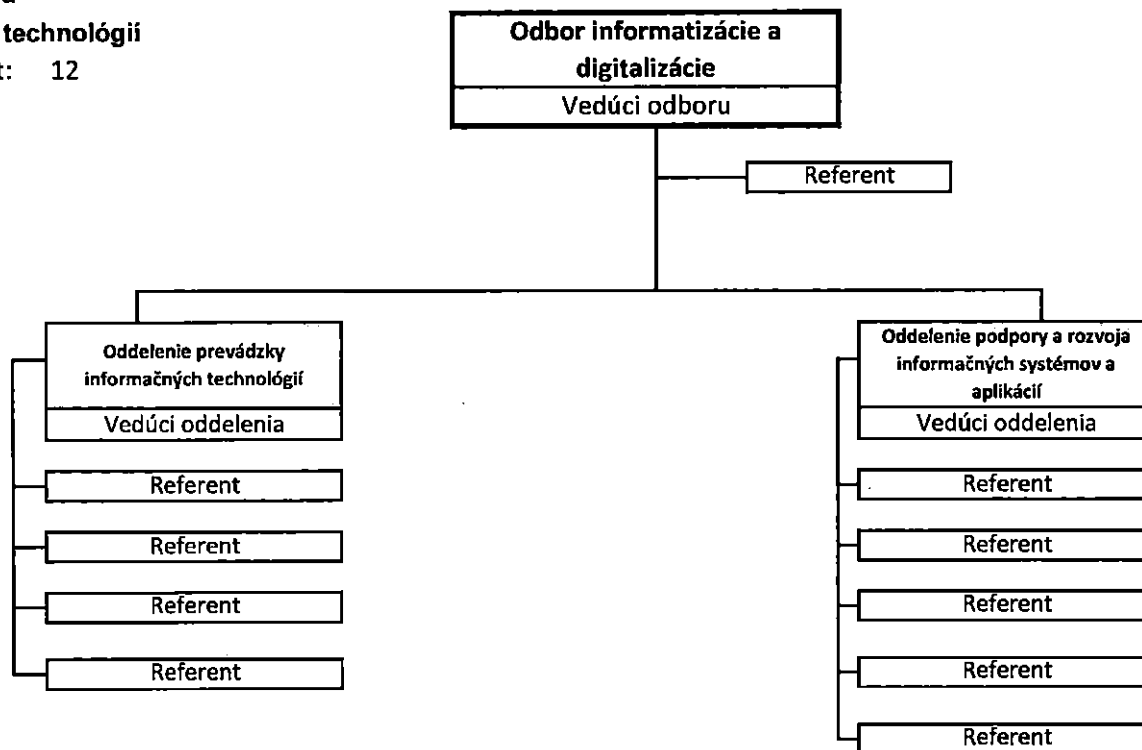 technológií
12
Odbor informatizácie a
digitalizácie
Vedúci odboru
Referent
Oddelenie prevádzky
informačných technológií
Vedúci oddelenia
Referent
Referent
Referent
Referent
Oddelenie podpory a rozvoja
informačných systémov a
aplikácií
Vedúci oddelenia
Referent
Referent
Referent
Referent
Referent